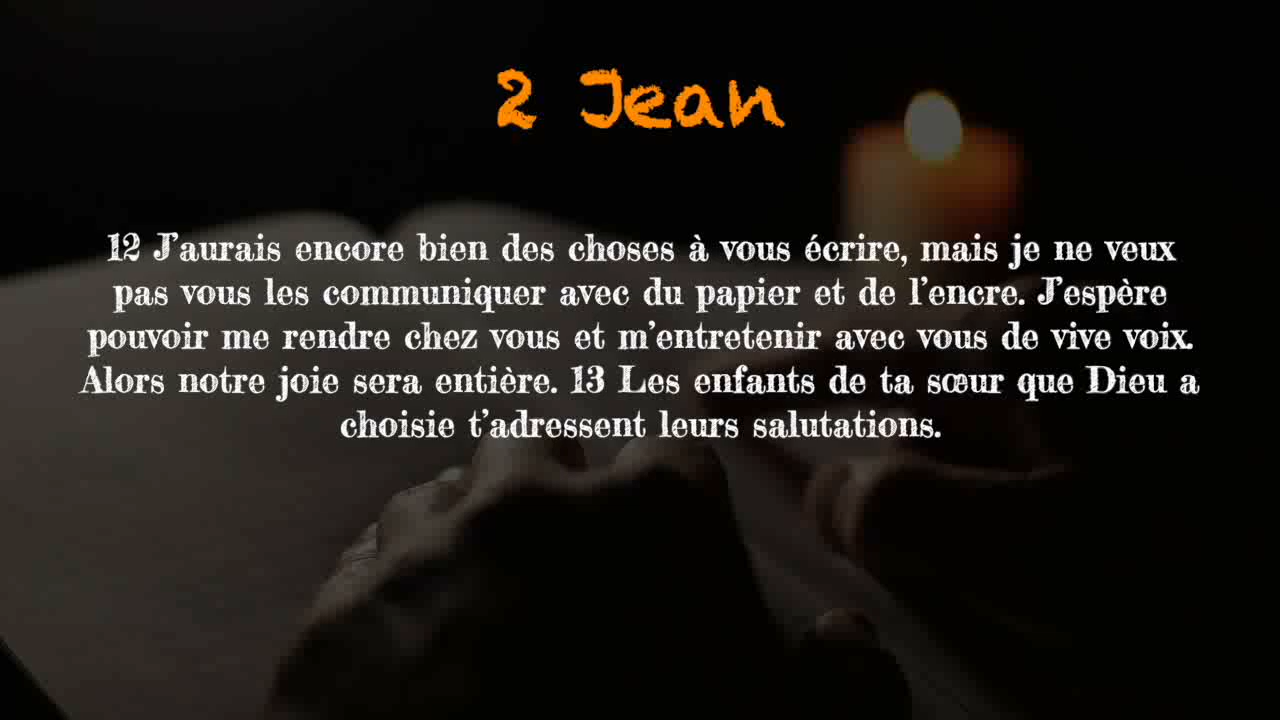 2 Jean
12 J'aurais encore bien des choses à vous écrire, mais je ne veux
pas vous les communiquer avec du papier et de l'encre. J'espère
pouvoir me rendre chez vous et m'entretenir avec vous de vive voix.
Alors notre joie sera entière. 13 Les enfants de ta sœur que Dieu a
choisie t'adressent leurs salutations.